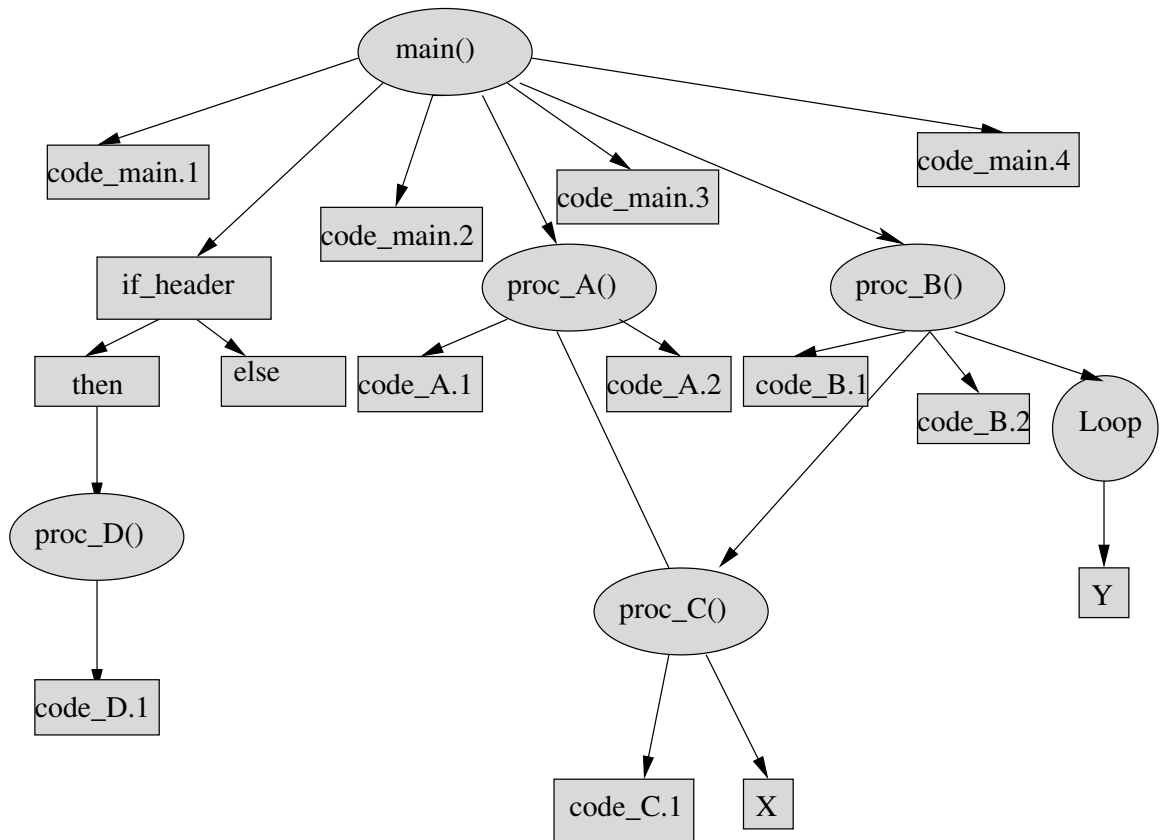 main()
code_main.1
code_main.2
code_main.3
code_main.4
if_header
proc_A()
proc_B()
then
else
code_A.1
code_A.2
code_B.1
code_B.2
Loop
proc_D()
proc_C()
Y
code_D.1
code_C.1
X